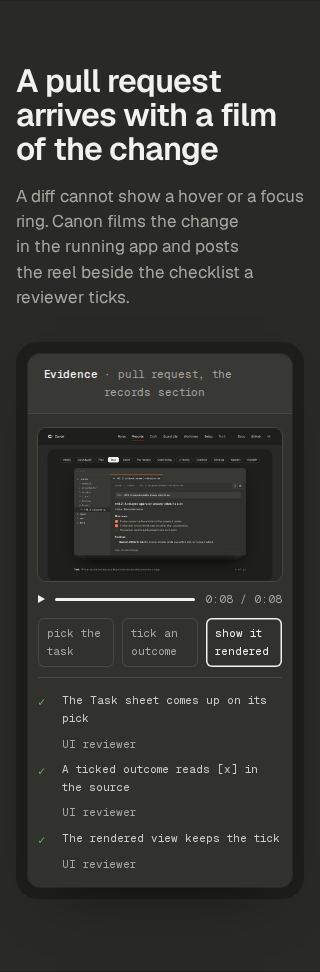 A pull request
arrives with a film
of the change
A diff cannot show a hover or a focus
ring. Canon films the change
in the running app and posts
the reel beside the checklist a
reviewer ticks.
Evidence · pull request, the
records section
0:08 / 0:08
pick the
task
tick an
outcome
show it
rendered
✓ The Task sheet comes up on its
pick
UI reviewer
✓ A ticked outcome reads [x] in
the source
UI reviewer
✓ The rendered view keeps the tick
UI reviewer